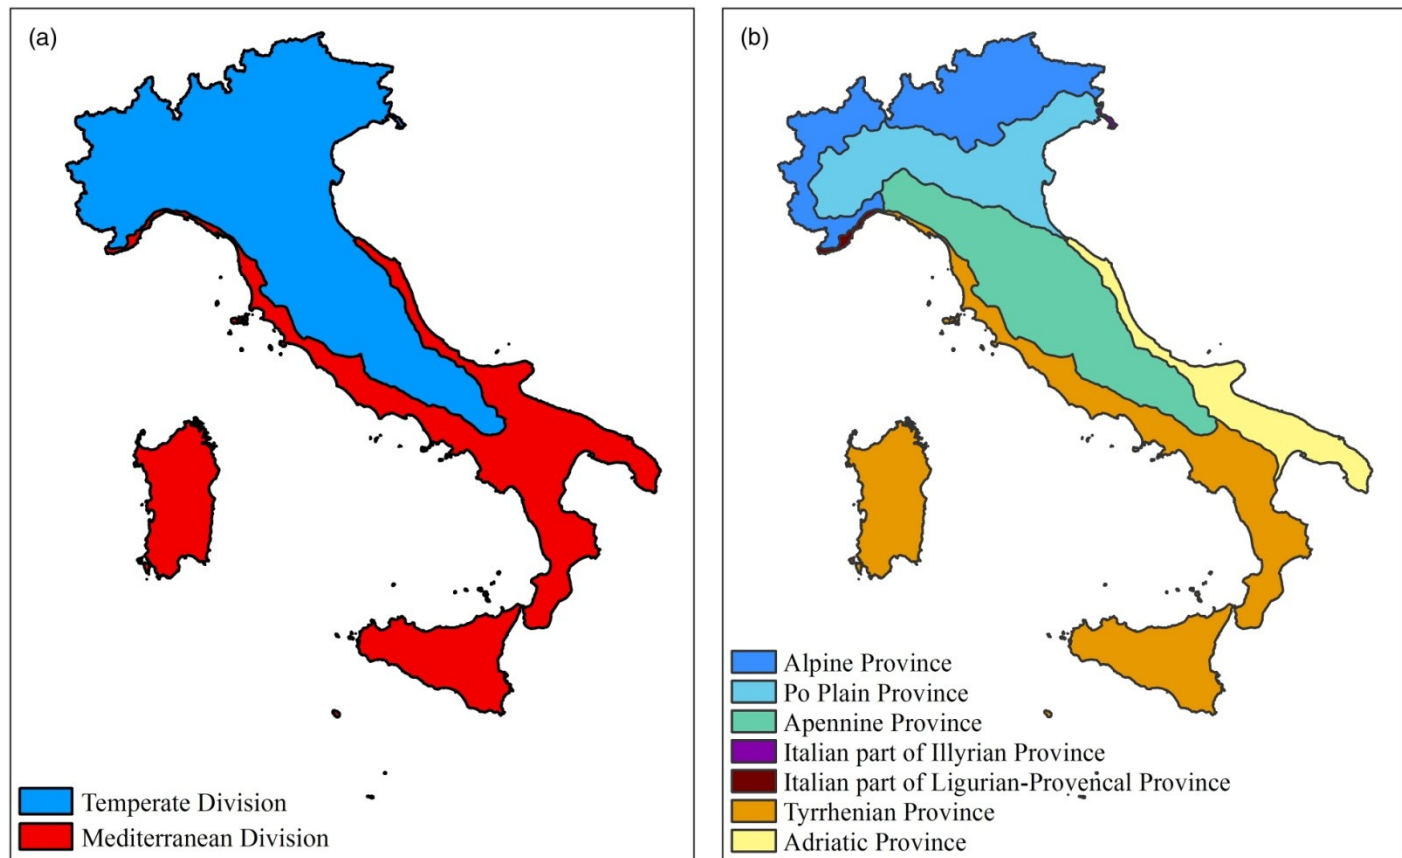 (a)
Temperate Division
Mediterranean Division
(b)
Alpine Province
Po Plain Province
Apennine Province
Italian part of Illyrian Province
Italian part of Ligurian-Provencal Province
Tyrrhenian Province
Adriatic Province